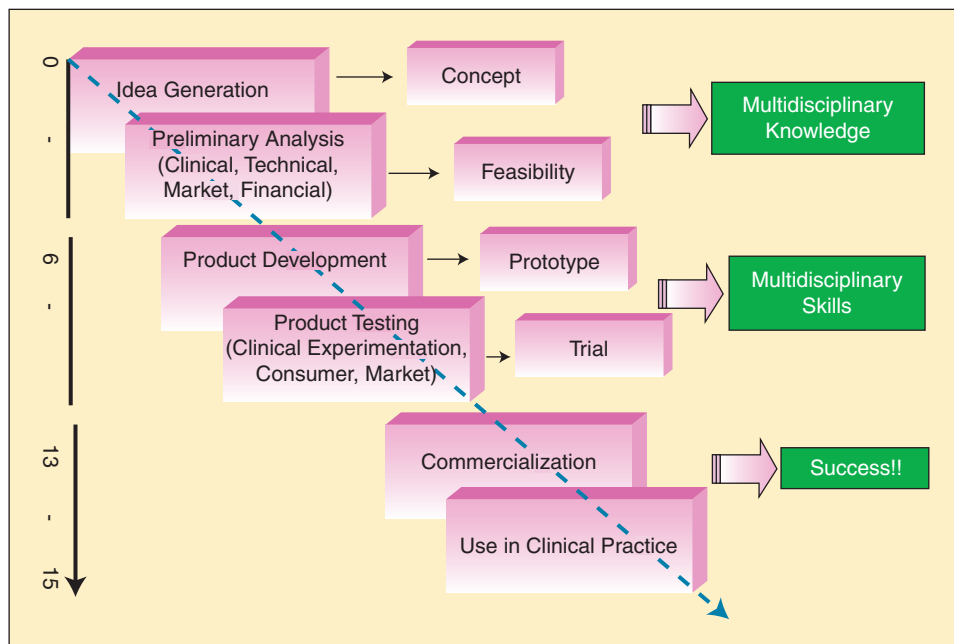 0
-
6
-
13
-
15
Idea Generation
Concept
Preliminary Analysis
(Clinical, Technical,
Market, Financial)
Feasibility
Multidisciplinary
Knowledge
Product Development
Prototype
Product Testing
(Clinical Experimentation,
Consumer, Market)
Trial
Multidisciplinary
Skills
Commercialization
Use in Clinical Practice
Success!!